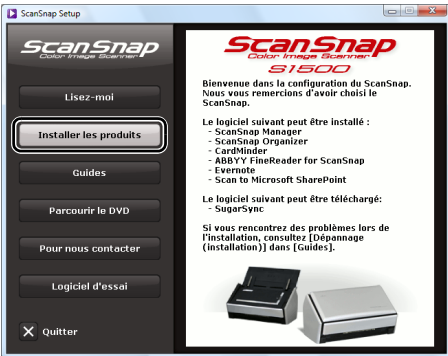 ScanSnap Setup
ScanSnap
Color Image Scanner
Lisez-moi
Installer les produits
Guides
Parcourir le DVD
Pour nous contacter
Logiciel d'essai
Quitter
ScanSnap
Color Image Scanner
S1500
Bienvenue dans la configuration du ScanSnap.
Nous vous remercions d'avoir choisi le
ScanSnap.
Le logiciel suivant peut être installé :
- ScanSnap Manager
- ScanSnap Organizer
- CardMinder
- ABBYY FineReader for ScanSnap
- Evernote
- Scan to Microsoft SharePoint
Le logiciel suivant peut être téléchargé:
- SugarSync
Si vous rencontrez des problèmes lors de
l'installation, consultez [Dépannage
(installation)] dans [Guides].